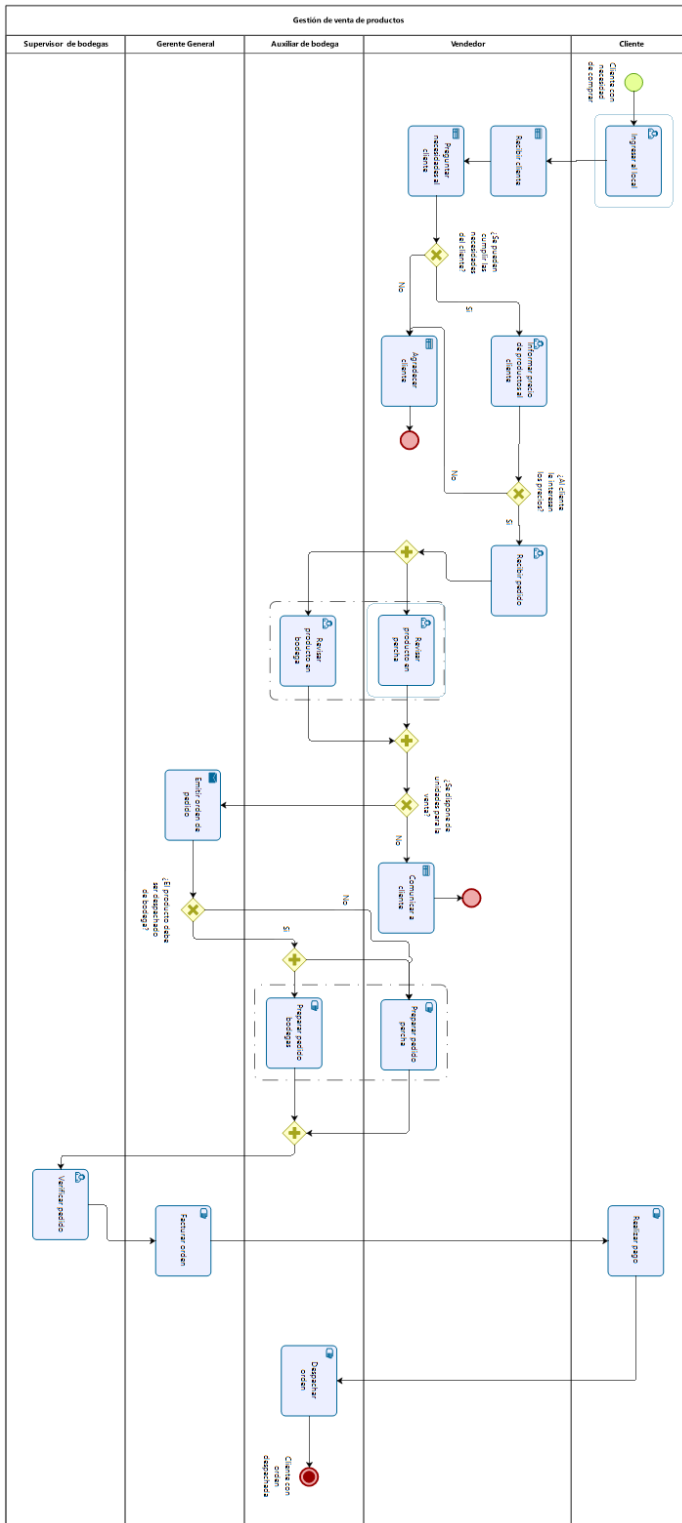 Gestión de venta de productos
Supervisor de bodegas
Gerente General
Auxiliar de bodega
Vendedor
Cliente
Cliente con
necesidad
de comprar
Ingresar al local
Recibir cliente
Preguntar
necesidades al
cliente
¿Se pueden
cumplir las
necesidades
del cliente?
No
Si
Agradecer
cliente
Informar precio
de productos al
cliente
¿Al cliente
le interesan
los precios?
No
Si
Recibir pedido
Revisar
producto en
bodega
Revisar
producto en
percha
¿Se dispone de
unidades para la
venta?
No
Comunicar a
cliente
Emitir orden de
pedido
¿El producto debe
ser despachado
de bodega?
No
Si
Preparar pedido
bodegas
Preparar pedido
percha
Verificar pedido
Facturar orden
Realizar pago
Despachar
orden
Cliente con
orden
despachada